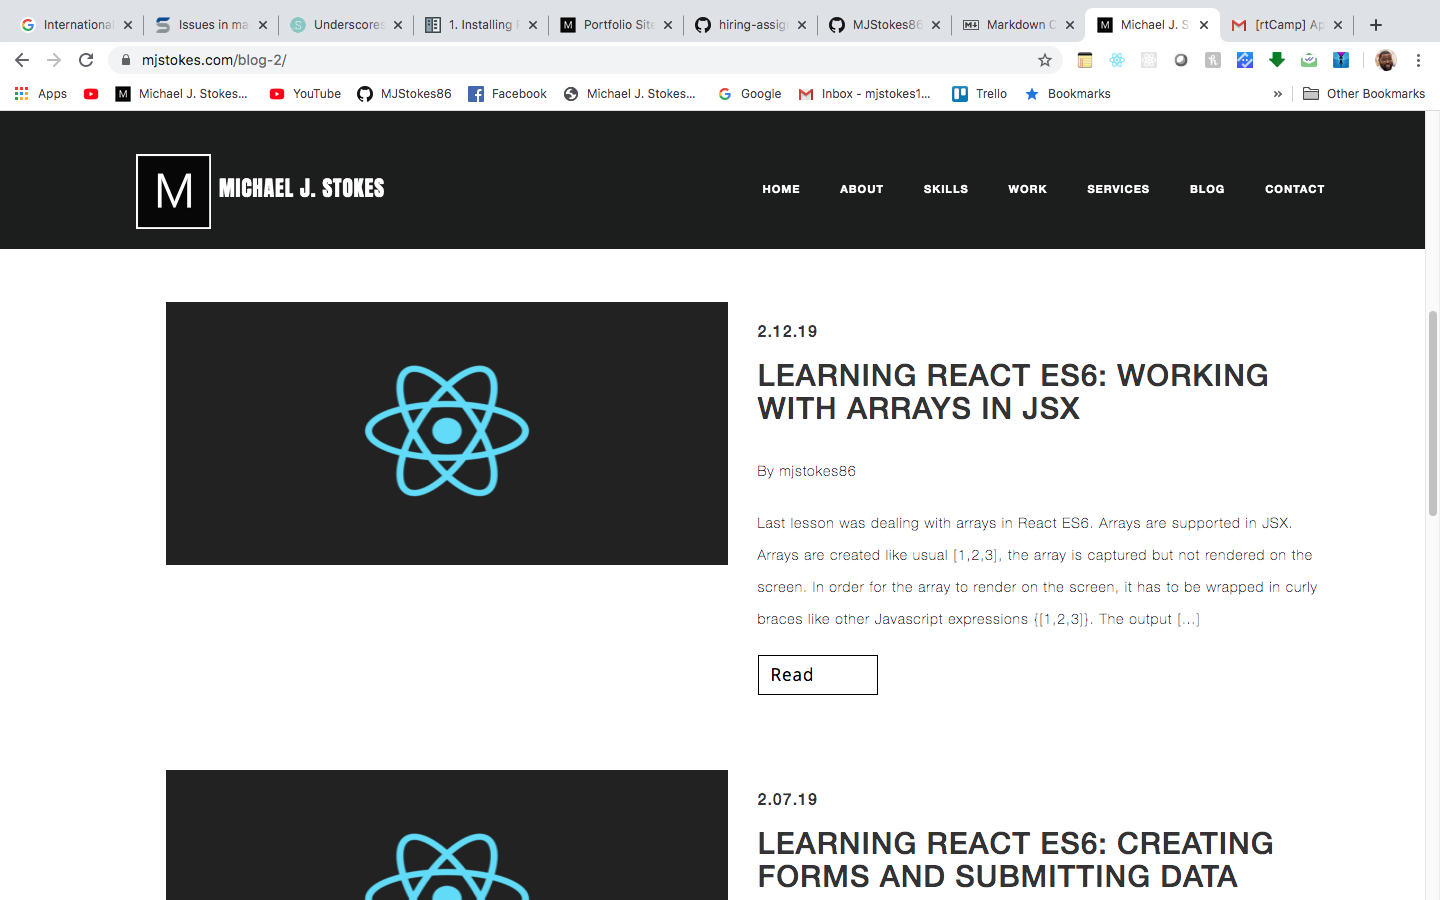 International
Issues in ma
Underscores
1. Installing
Portfolio Site
hiring-assig
MJStokes86
Markdown C
Michael J. S
[rtCamp] Ap
mjstokes.com/blog-2/
Apps
Michael J. Stokes...
YouTube
MJStokes86
Facebook
Michael J. Stokes...
Google
Inbox - mjstokes1...
Trello
Bookmarks
»
Other Bookmarks
M
MICHAEL J. STOKES
HOME
ABOUT
SKILLS
WORK
SERVICES
BLOG
CONTACT
2.12.19
LEARNING REACT ES6: WORKING
WITH ARRAYS IN JSX
By mjstokes86
Last lesson was dealing with arrays in React ES6. Arrays are supported in JSX.
Arrays are created like usual [1,2,3], the array is captured but not rendered on the
screen. In order for the array to render on the screen, it has to be wrapped in curly
braces like other Javascript expressions {[1,2,3]}. The output [...]
Read
2.07.19
LEARNING REACT ES6: CREATING
FORMS AND SUBMITTING DATA